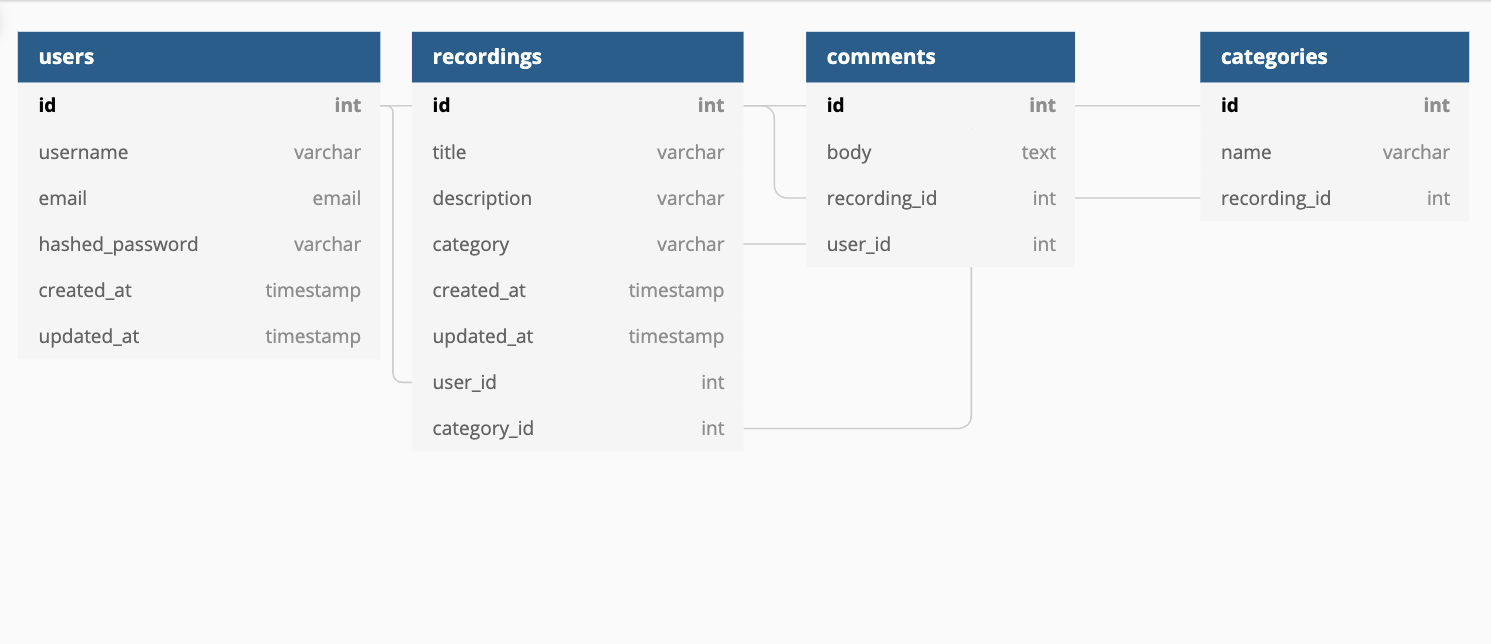 users
id int
username varchar
email email
hashed_password varchar
created_at timestamp
updated_at timestamp
recordings
id int
title varchar
description varchar
category varchar
created_at timestamp
updated_at timestamp
user_id int
category_id int
comments
id int
body text
recording_id int
user_id int
categories
id int
name varchar
recording_id int